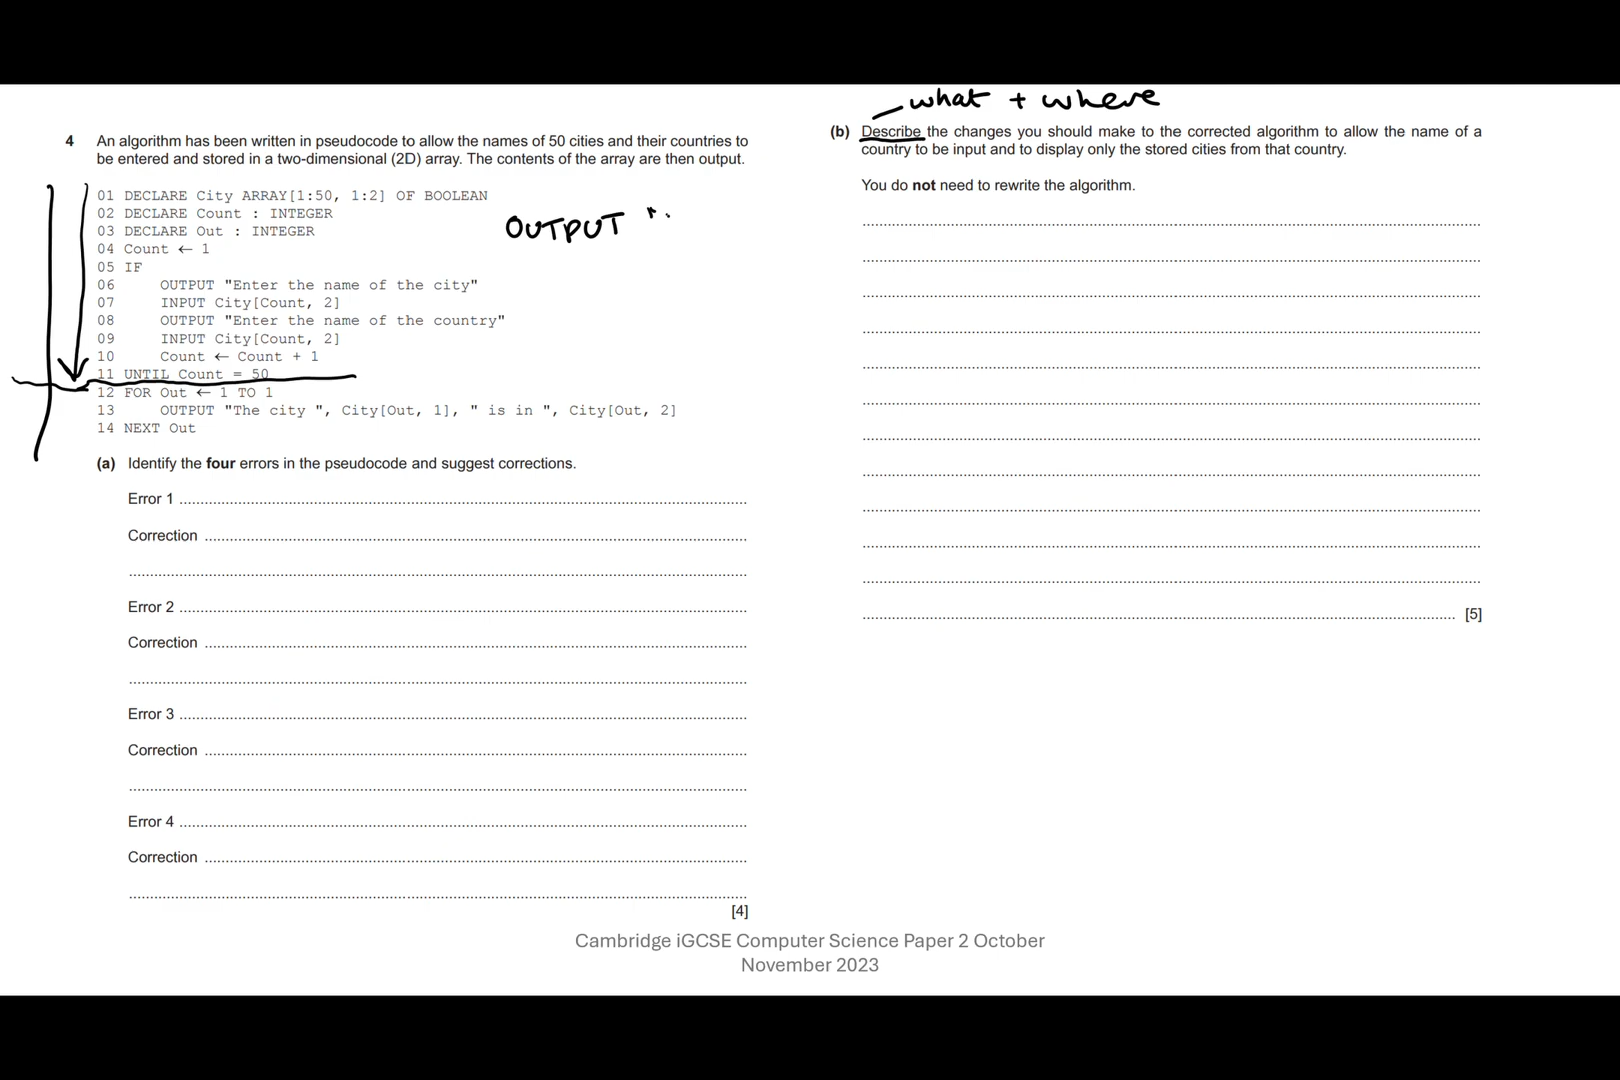 4 An algorithm has been written in pseudocode to allow the names of 50 cities and their countries to
be entered and stored in a two-dimensional (2D) array. The contents of the array are then output.
01 DECLARE City ARRAY[1:50, 1:2] OF BOOLEAN
02 DECLARE Count : INTEGER
03 DECLARE Out : INTEGER
OUTPUT "
04 Count ← 1
05 IF
06 OUTPUT "Enter the name of the city"
07 INPUT City[Count, 2]
08 OUTPUT "Enter the name of the country"
09 INPUT City[Count, 2]
10 Count ← Count + 1
11 UNTIL Count = 50
12 FOR Out ← 1 TO 1
13 OUTPUT "The city ", City[Out, 1], " is in ", City[Out, 2]
14 NEXT Out
(a) Identify the four errors in the pseudocode and suggest corrections.
Error 1
Correction
Error 2
Correction
Error 3
Correction
Error 4
Correction
[4]
what + where
(b) Describe the changes you should make to the corrected algorithm to allow the name of a
country to be input and to display only the stored cities from that country.
You do not need to rewrite the algorithm.
[5]
Cambridge iGCSE Computer Science Paper 2 October
November 2023